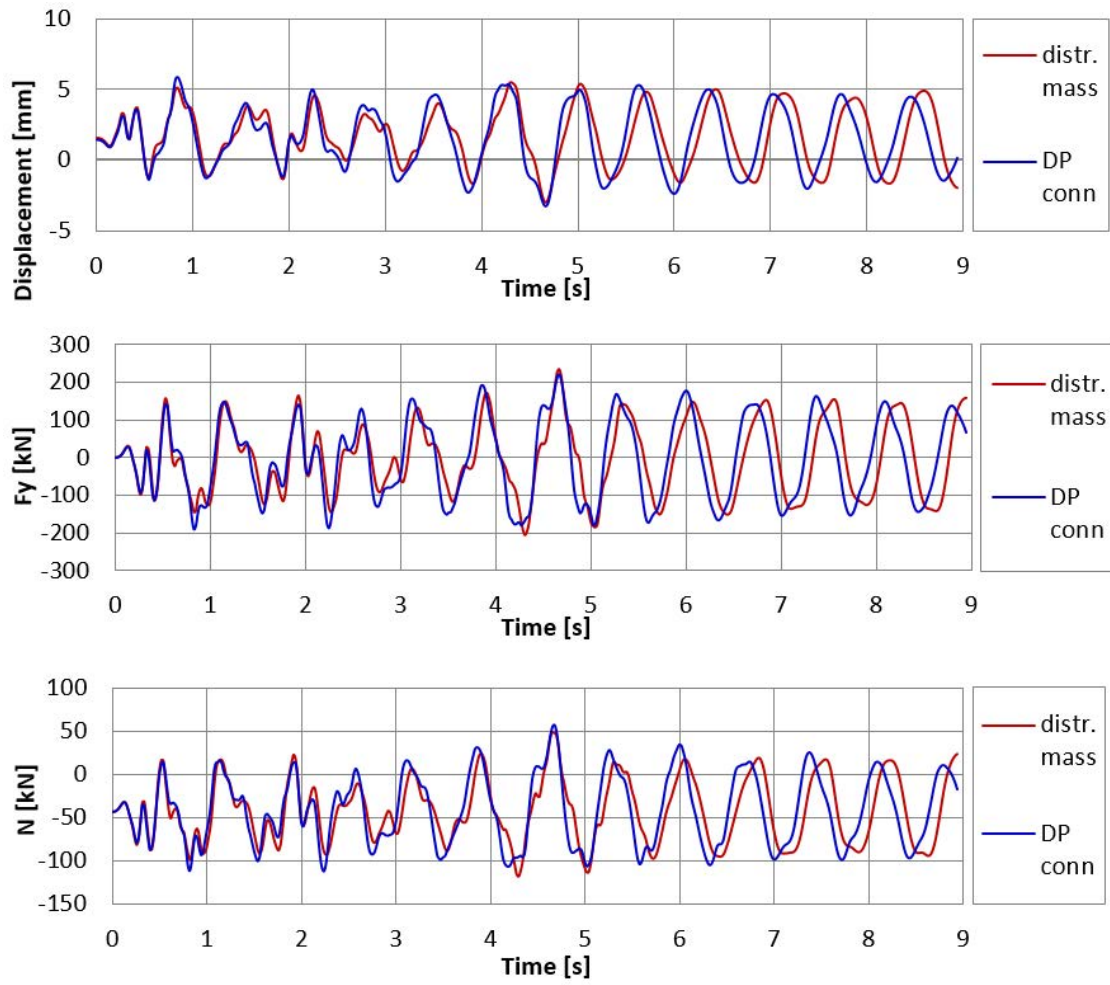 Displacement [mm]
10
5
0
-5
0 1 2 3 4 5 6 7 8 9
Time [s]
distr.
mass
DP
conn
Fy [kN]
300
200
100
0
-100
-200
-300
0 1 2 3 4 5 6 7 8 9
Time [s]
distr.
mass
DP
conn
N [kN]
100
50
0
-50
-100
-150
0 1 2 3 4 5 6 7 8 9
Time [s]
distr.
mass
DP
conn